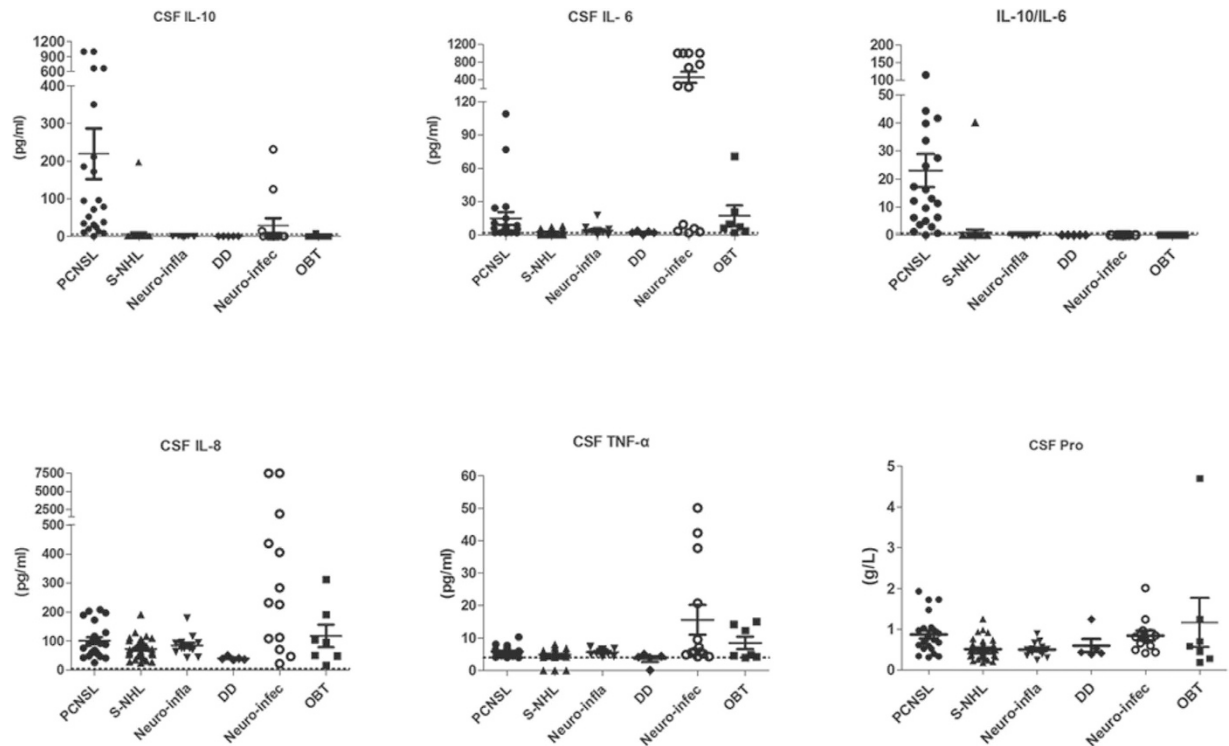 CSF IL-10
1200
900
600
400
300
200
100
0
(pg/ml)
PCNSL
S-NHL
Neuro-infla
DD
Neuro-infec
OBT
CSF IL- 6
1200
800
400
120
90
60
30
0
(pg/ml)
PCNSL
S-NHL
Neuro-infla
DD
Neuro-infec
OBT
IL-10/IL-6
200
150
100
50
40
30
20
10
0
PCNSL
S-NHL
Neuro-infla
DD
Neuro-infec
OBT
CSF IL-8
7500
5000
2500
500
400
300
200
100
0
(pg/ml)
PCNSL
S-NHL
Neuro-infla
DD
Neuro-infec
OBT
CSF TNF-α
60
50
40
30
20
10
0
(pg/ml)
PCNSL
S-NHL
Neuro-infla
DD
Neuro-infec
OBT
CSF Pro
5
4
3
2
1
0
(g/L)
PCNSL
S-NHL
Neuro-infla
DD
Neuro-infec
OBT